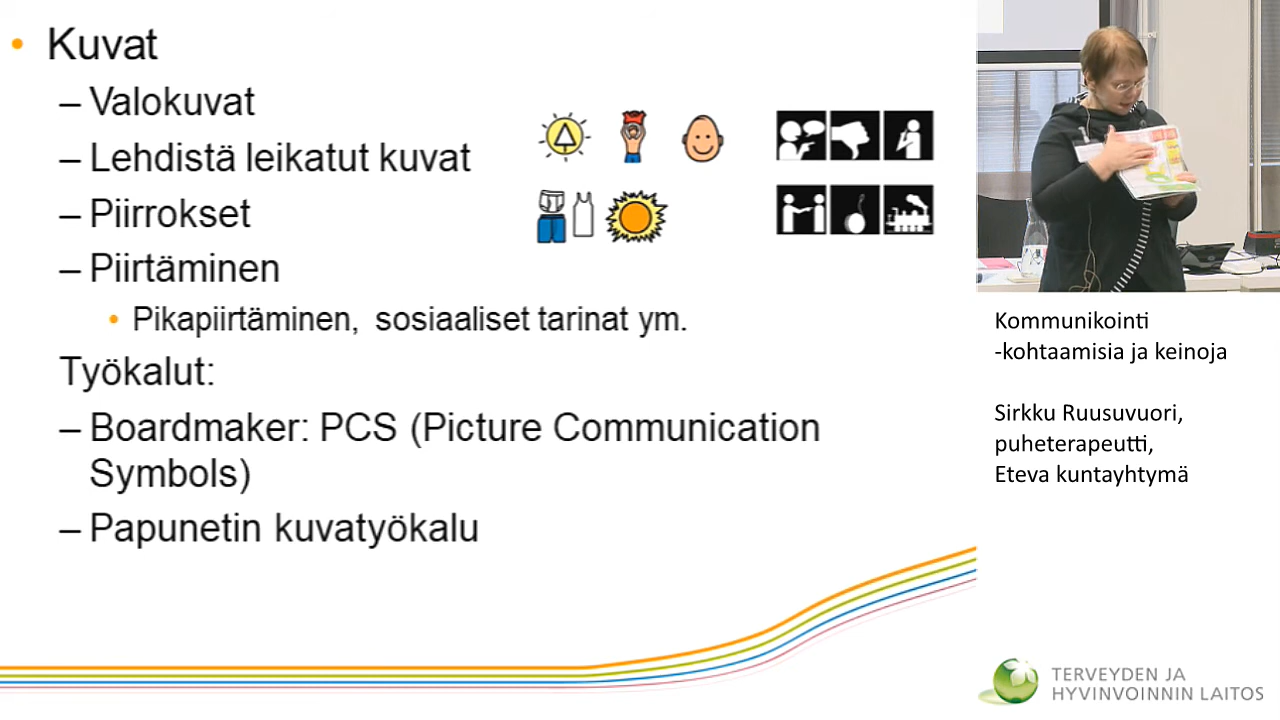 • Kuvat
– Valokuvat
– Lehdistä leikatut kuvat
– Piirrokset
– Piirtäminen
• Pikapiirtäminen, sosiaaliset tarinat ym.
Työkalut:
– Boardmaker: PCS (Picture Communication
Symbols)
– Papunetin kuvatyökalu
Kommunikointi
-kohtaamisia ja keinoja
Sirkku Ruusuvuori,
puheterapeutti,
Eteva kuntayhtymä
TERVEYDEN JA
HYVINVOINNIN LAITOS